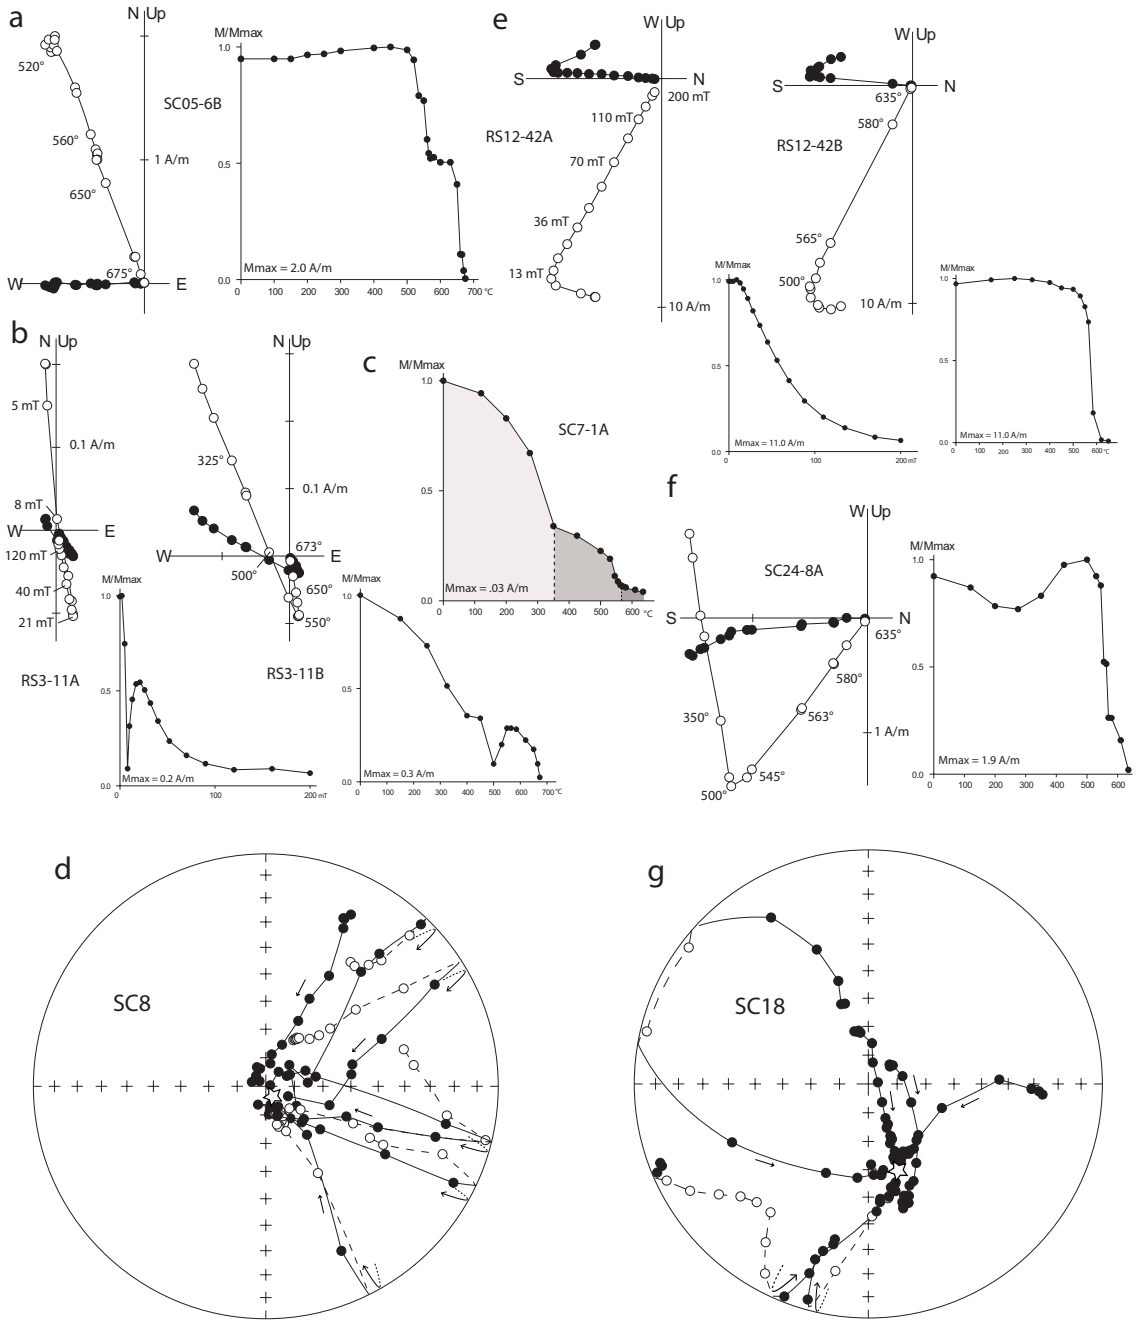 a
N Up
520°
560°
1 A/m
650°
675°
W
E
SC05-6B
M/Mmax
1.0
0.5
0.0
Mmax = 2.0 A/m
0
100
200
300
400
500
600
700 °C
e
W Up
S
N
200 mT
110 mT
RS12-42A
70 mT
36 mT
13 mT
10 A/m
W Up
S
N
635°
580°
RS12-42B
565°
500°
10 A/m
M/Mmax
1.0
0.5
0.0
Mmax = 11.0 A/m
0
100
200 mT
M/Mmax
1.0
0.5
0.0
Mmax = 11.0 A/m
0
100
200
300
400
500
600 °C
b
N Up
5 mT
0.1 A/m
8 mT
W
E
120 mT
40 mT
21 mT
RS3-11A
M/Mmax
1.0
0.5
0.0
Mmax = 0.2 A/m
0
100
200 mT
N Up
325°
0.1 A/m
W
E
673°
500°
650°
550°
RS3-11B
M/Mmax
1.0
0.5
0.0
Mmax = 0.3 A/m
0
100
200
300
400
500
600
700 °C
c
M/Mmax
1.0
0.5
0.0
SC7-1A
Mmax = .03 A/m
0
100
200
300
400
500
600
°C
f
W Up
S
N
SC24-8A
635°
580°
350°
563°
1 A/m
545°
500°
M/Mmax
1.0
0.5
0.0
Mmax = 1.9 A/m
0
100
200
300
400
500
600
d
SC8
g
SC18